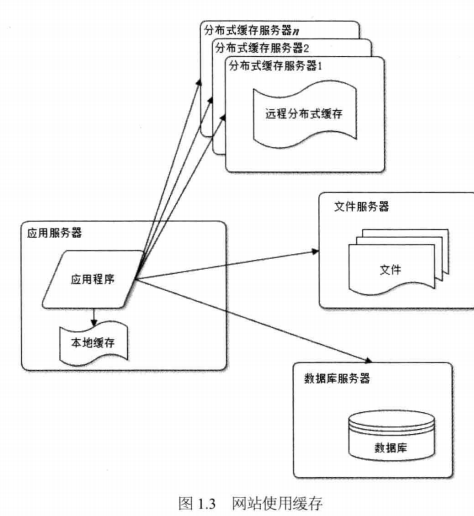 分布式缓存服务器n
分布式缓存服务器2
分布式缓存服务器1
远程分布式缓存
文件服务器
应用服务器
文件
应用程序
本地缓存
数据库服务器
数据库
图 1.3 网站使用缓存